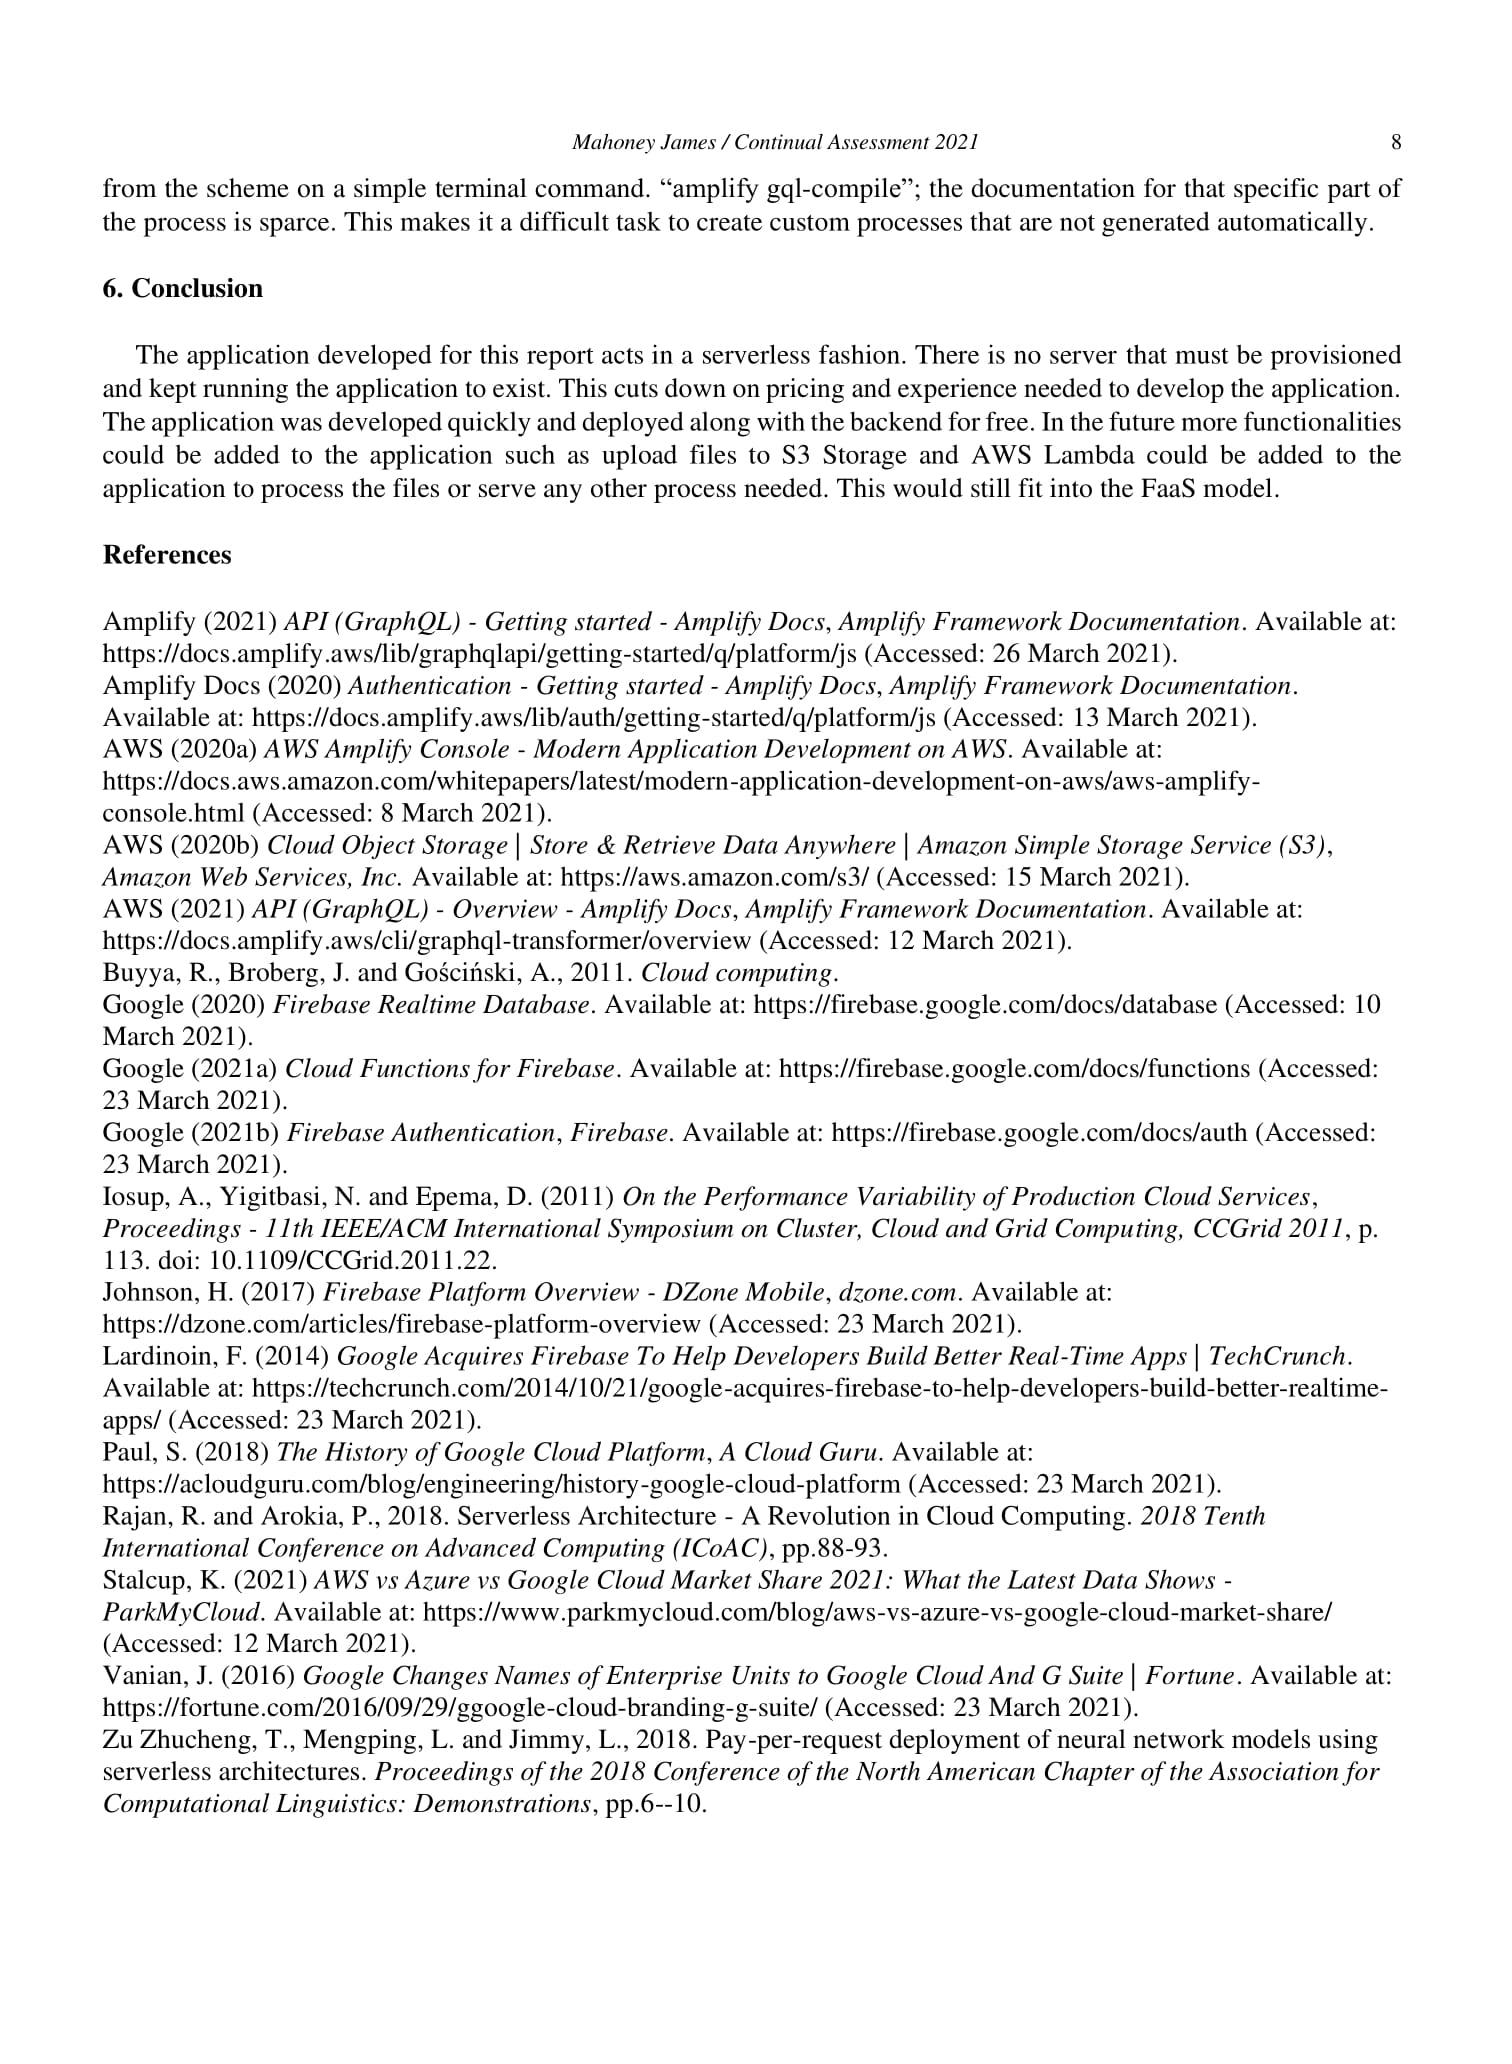 Mahoney James / Continual Assessment 2021 8
from the scheme on a simple terminal command. “amplify gql-compile”; the documentation for that specific part of
the process is sparce. This makes it a difficult task to create custom processes that are not generated automatically.
6. Conclusion
The application developed for this report acts in a serverless fashion. There is no server that must be provisioned
and kept running the application to exist. This cuts down on pricing and experience needed to develop the application.
The application was developed quickly and deployed along with the backend for free. In the future more functionalities
could be added to the application such as upload files to S3 Storage and AWS Lambda could be added to the
application to process the files or serve any other process needed. This would still fit into the FaaS model.
References
Amplify (2021) API (GraphQL) - Getting started - Amplify Docs, Amplify Framework Documentation. Available at:
https://docs.amplify.aws/lib/graphqlapi/getting-started/q/platform/js (Accessed: 26 March 2021).
Amplify Docs (2020) Authentication - Getting started - Amplify Docs, Amplify Framework Documentation.
Available at: https://docs.amplify.aws/lib/auth/getting-started/q/platform/js (Accessed: 13 March 2021).
AWS (2020a) AWS Amplify Console - Modern Application Development on AWS. Available at:
https://docs.aws.amazon.com/whitepapers/latest/modern-application-development-on-aws/aws-amplify-
console.html (Accessed: 8 March 2021).
AWS (2020b) Cloud Object Storage | Store & Retrieve Data Anywhere | Amazon Simple Storage Service (S3),
Amazon Web Services, Inc. Available at: https://aws.amazon.com/s3/ (Accessed: 15 March 2021).
AWS (2021) API (GraphQL) - Overview - Amplify Docs, Amplify Framework Documentation. Available at:
https://docs.amplify.aws/cli/graphql-transformer/overview (Accessed: 12 March 2021).
Buyya, R., Broberg, J. and Gościński, A., 2011. Cloud computing.
Google (2020) Firebase Realtime Database. Available at: https://firebase.google.com/docs/database (Accessed: 10
March 2021).
Google (2021a) Cloud Functions for Firebase. Available at: https://firebase.google.com/docs/functions (Accessed:
23 March 2021).
Google (2021b) Firebase Authentication, Firebase. Available at: https://firebase.google.com/docs/auth (Accessed:
23 March 2021).
Iosup, A., Yigitbasi, N. and Epema, D. (2011) On the Performance Variability of Production Cloud Services,
Proceedings - 11th IEEE/ACM International Symposium on Cluster, Cloud and Grid Computing, CCGrid 2011, p.
113. doi: 10.1109/CCGrid.2011.22.
Johnson, H. (2017) Firebase Platform Overview - DZone Mobile, dzone.com. Available at:
https://dzone.com/articles/firebase-platform-overview (Accessed: 23 March 2021).
Lardinoin, F. (2014) Google Acquires Firebase To Help Developers Build Better Real-Time Apps | TechCrunch.
Available at: https://techcrunch.com/2014/10/21/google-acquires-firebase-to-help-developers-build-better-realtime-
apps/ (Accessed: 23 March 2021).
Paul, S. (2018) The History of Google Cloud Platform, A Cloud Guru. Available at:
https://acloudguru.com/blog/engineering/history-google-cloud-platform (Accessed: 23 March 2021).
Rajan, R. and Arokia, P., 2018. Serverless Architecture - A Revolution in Cloud Computing. 2018 Tenth
International Conference on Advanced Computing (ICoAC), pp.88-93.
Stalcup, K. (2021) AWS vs Azure vs Google Cloud Market Share 2021: What the Latest Data Shows -
ParkMyCloud. Available at: https://www.parkmycloud.com/blog/aws-vs-azure-vs-google-cloud-market-share/
(Accessed: 12 March 2021).
Vanian, J. (2016) Google Changes Names of Enterprise Units to Google Cloud And G Suite | Fortune. Available at:
https://fortune.com/2016/09/29/ggoogle-cloud-branding-g-suite/ (Accessed: 23 March 2021).
Zu Zhucheng, T., Mengping, L. and Jimmy, L., 2018. Pay-per-request deployment of neural network models using
serverless architectures. Proceedings of the 2018 Conference of the North American Chapter of the Association for
Computational Linguistics: Demonstrations, pp.6--10.